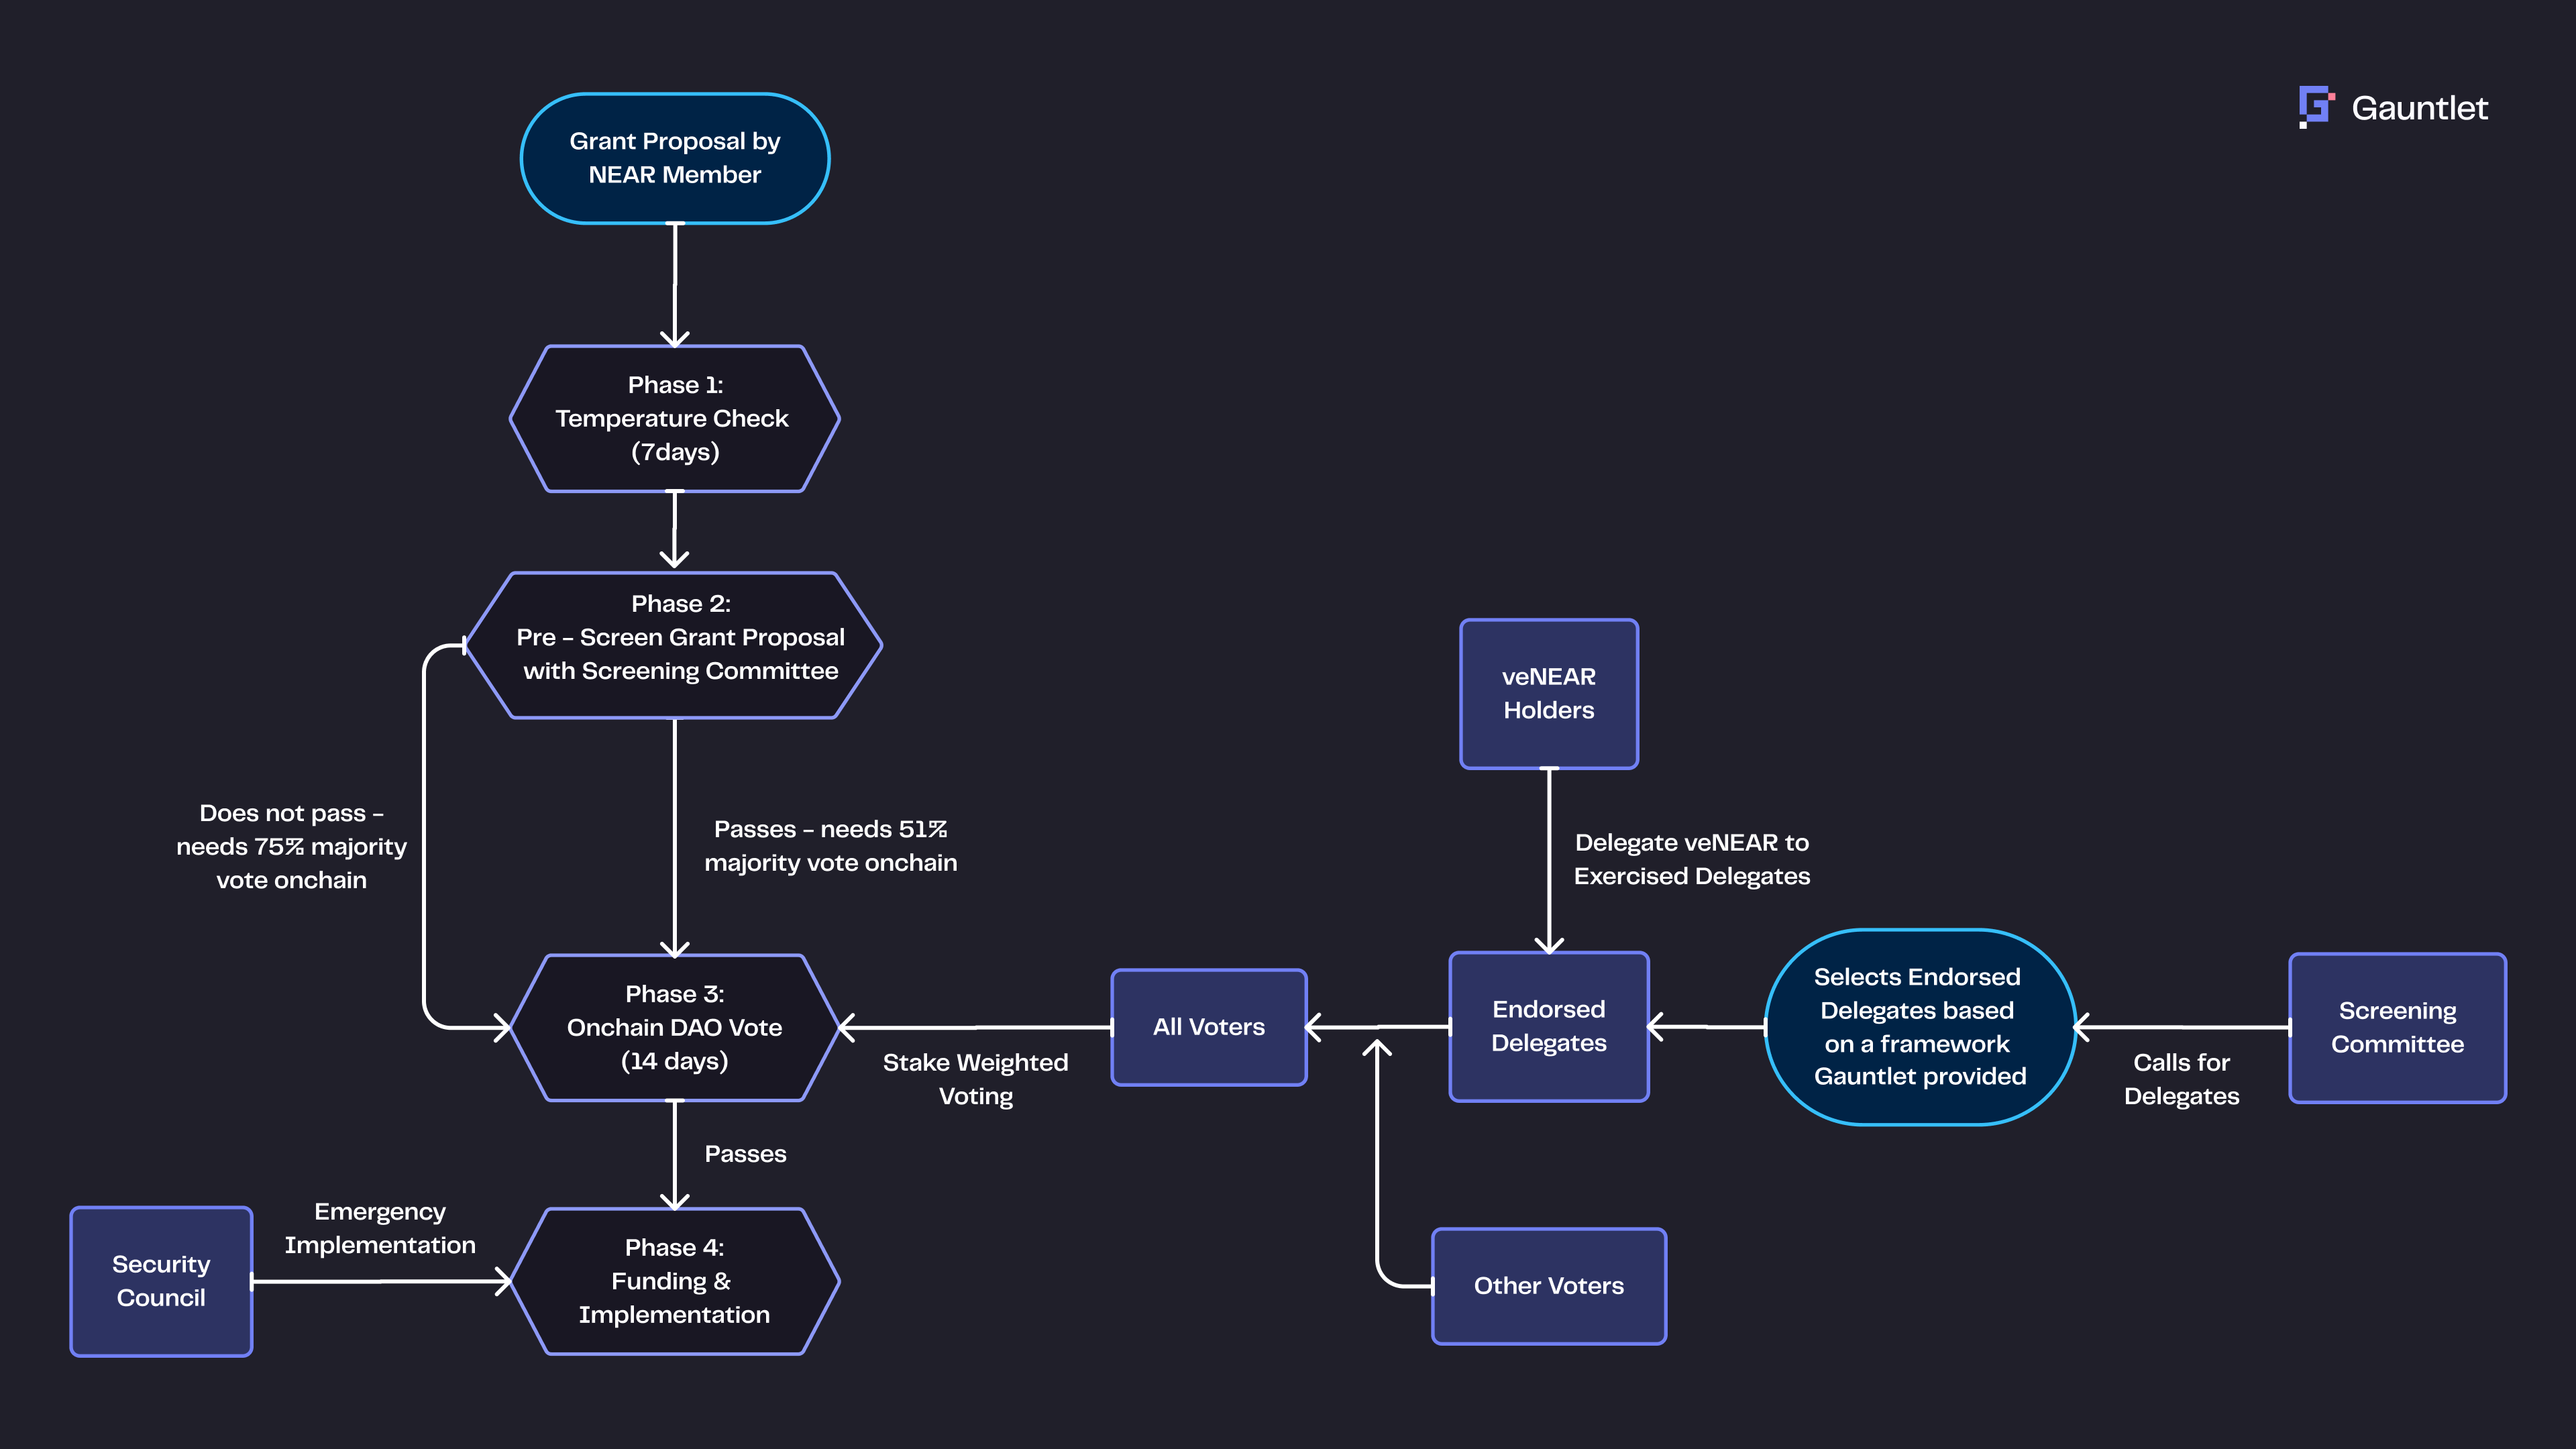 Gauntlet
Grant Proposal by
NEAR Member
Phase 1:
Temperature Check
(7days)
Phase 2:
Pre - Screen Grant Proposal
with Screening Committee
Does not pass -
needs 75% majority
vote onchain
Passes - needs 51%
majority vote onchain
veNEAR
Holders
Delegate veNEAR to
Exercised Delegates
Phase 3:
Onchain DAO Vote
(14 days)
Stake Weighted
Voting
All Voters
Endorsed
Delegates
Selects Endorsed
Delegates based
on a framework
Gauntlet provided
Calls for
Delegates
Screening
Committee
Passes
Security
Council
Emergency
Implementation
Phase 4:
Funding &
Implementation
Other Voters